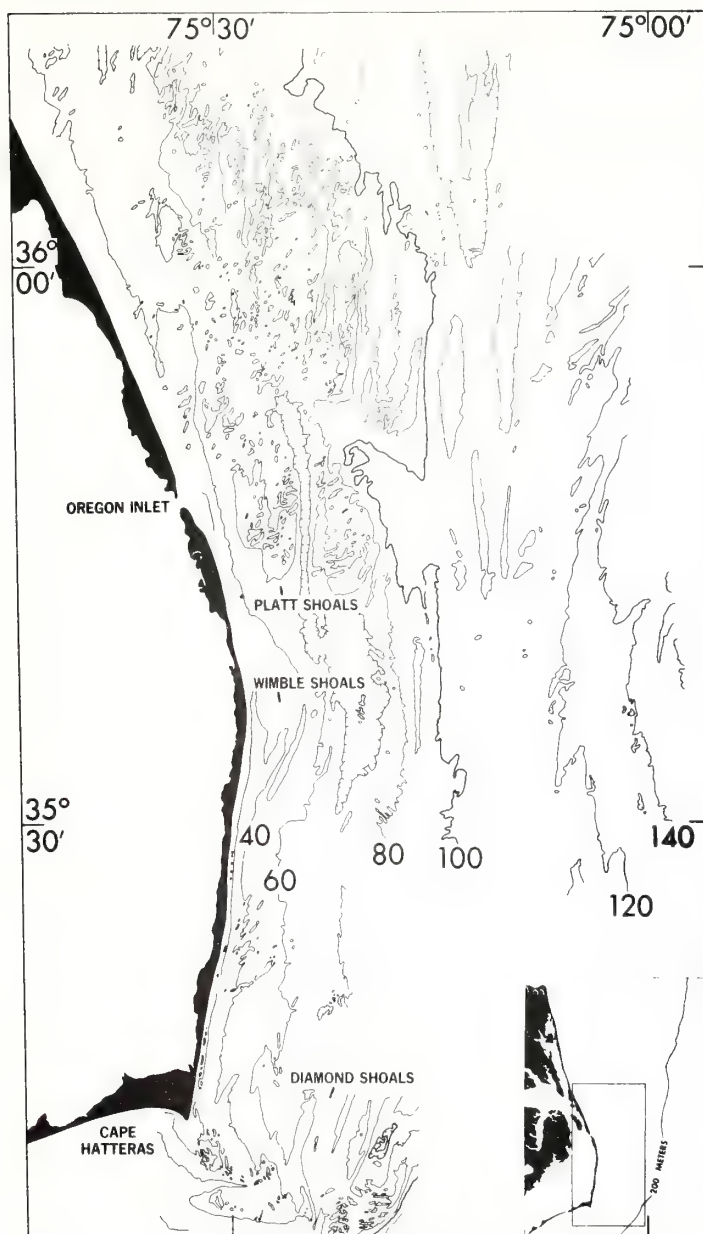 75°30′
75°00′
36°
00′
OREGON INLET
PLATT SHOALS
WIMBLE SHOALS
35°
30′
40
60
80
100
140
120
DIAMOND SHOALS
CAPE
HATTERAS
200 METERS